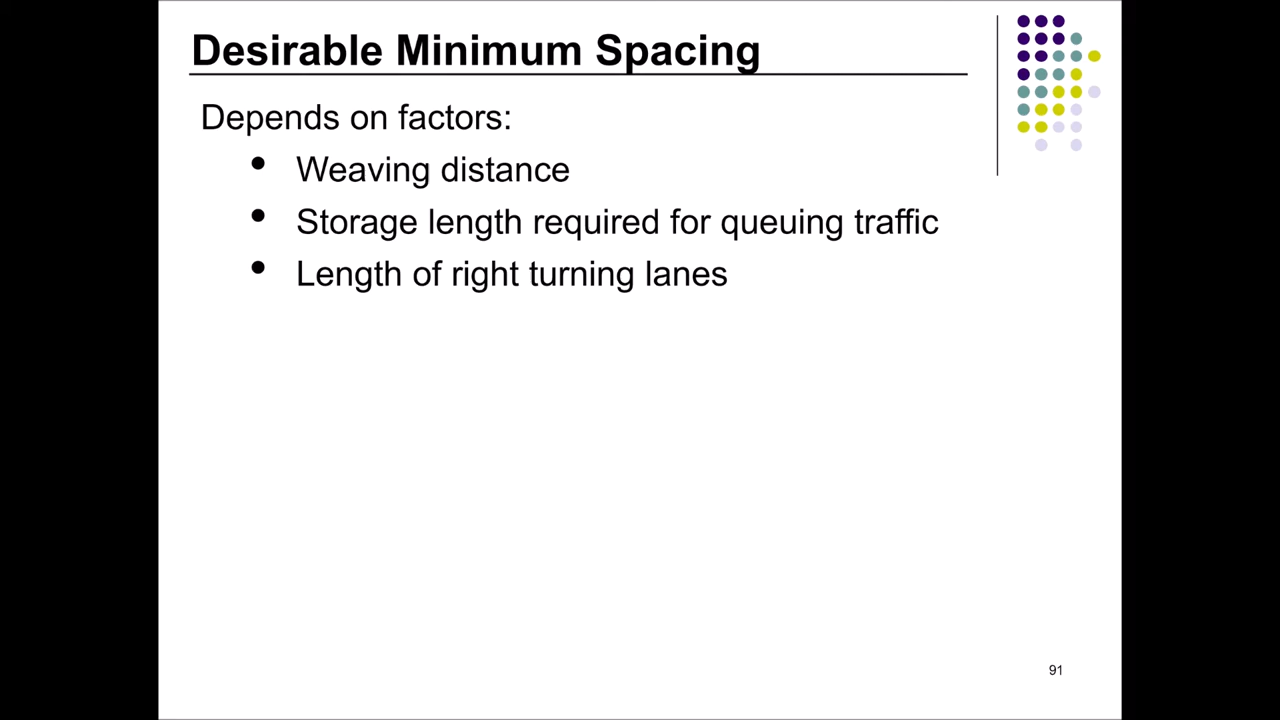 Desirable Minimum Spacing
Depends on factors:
• Weaving distance
• Storage length required for queuing traffic
• Length of right turning lanes
91